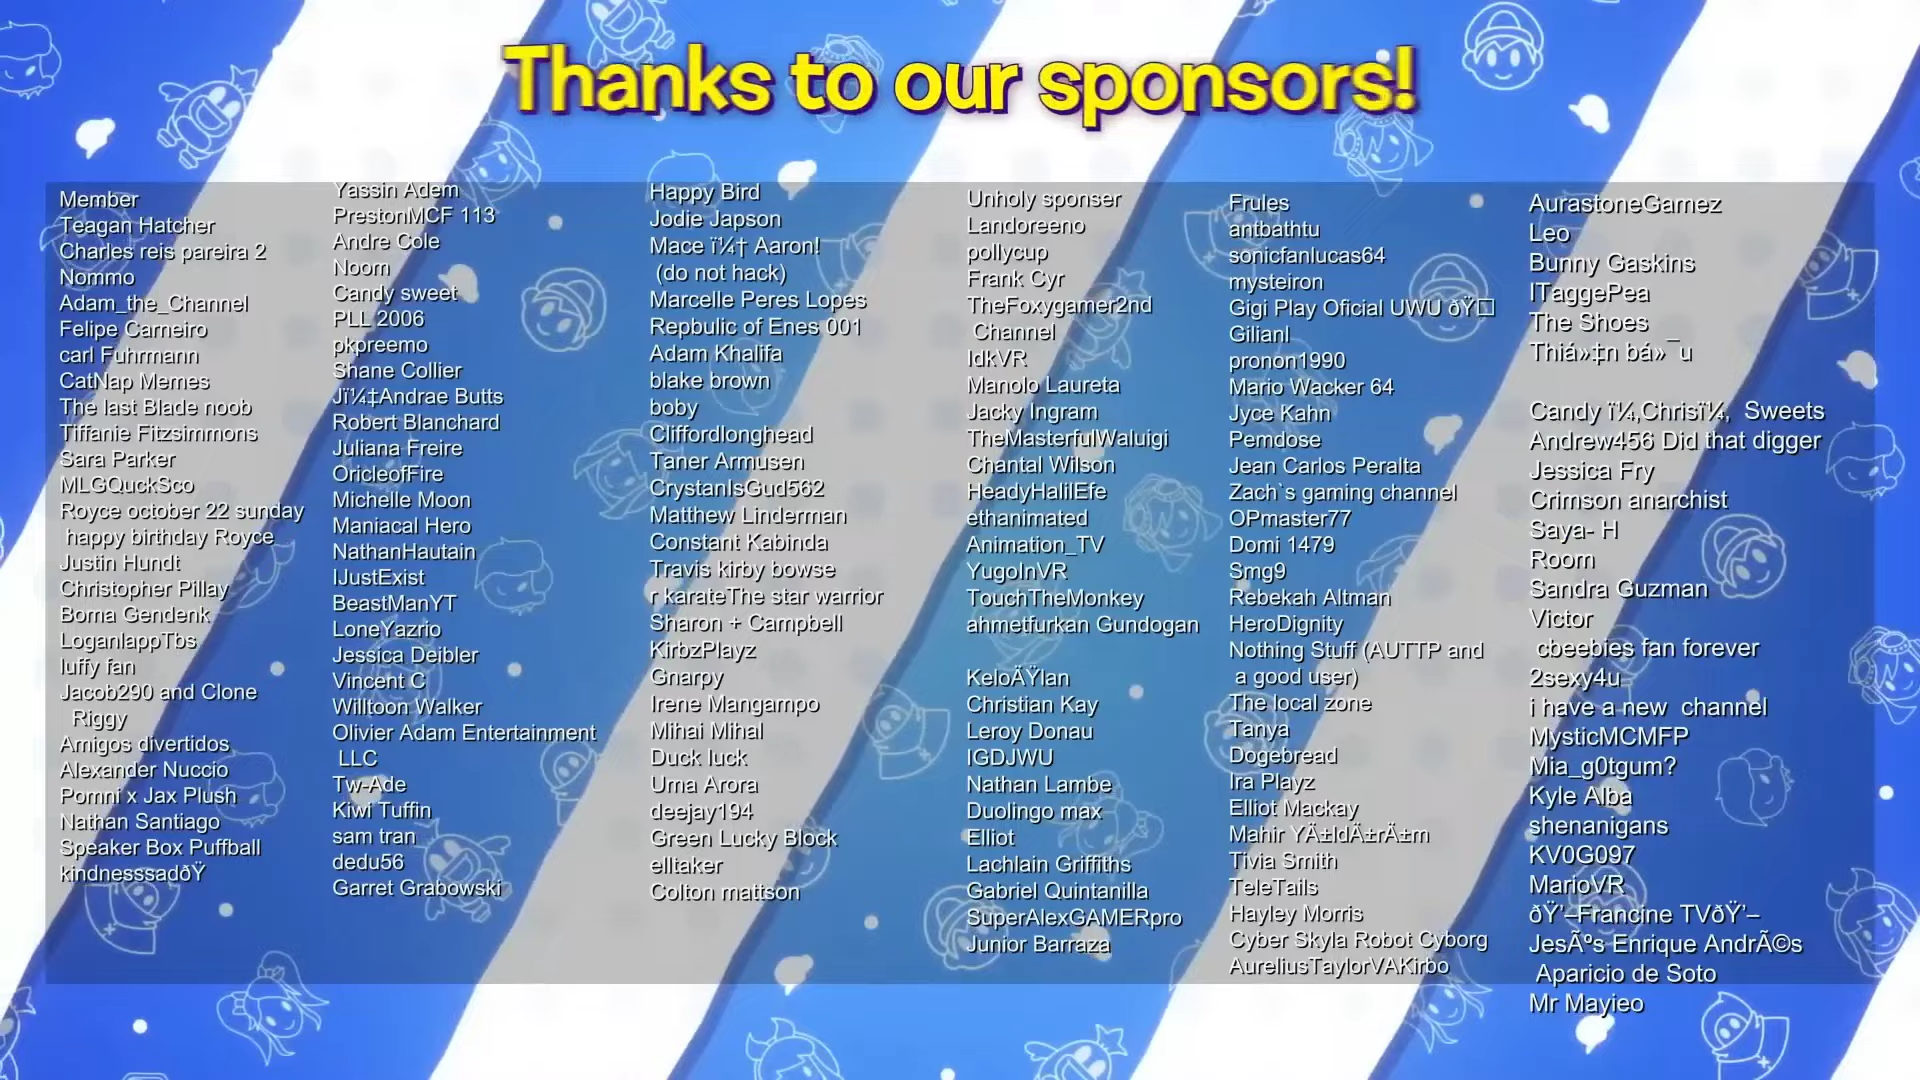 Thanks to our sponsors!
Member
Teagan Hatcher
Charles reis pareira 2
Nommo
Adam_the_Channel
Felipe Carneiro
carl Fuhrmann
CatNap Memes
The last Blade noob
Tiffanie Fitzsimmons
Sara Parker
MLGQuckSco
Royce october 22 sunday
happy birthday Royce
Justin Hundt
Christopher Pillay
Borna Gendenk
LoganlappTbs
luffy fan
Jacob290 and Clone
Riggy
Amigos divertidos
Alexander Nuccio
Pomni x Jax Plush
Nathan Santiago
Speaker Box Puffball
kindnesssadðŸ
Yassin Adem
PrestonMCF 113
Andre Cole
Noom
Candy sweet
PLL 2006
pkpreemo
Shane Collier
Jï¼‡Andrae Butts
Robert Blanchard
Juliana Freire
OricleofFire
Michelle Moon
Maniacal Hero
NathanHautain
IJustExist
BeastManYT
LoneYazrio
Jessica Deibler
Vincent C
Willtoon Walker
Olivier Adam Entertainment
LLC
Tw-Ade
Kiwi Tuffin
sam tran
dedu56
Garret Grabowski
Happy Bird
Jodie Japson
Mace ï¼† Aaron!
(do not hack)
Marcelle Peres Lopes
Repbulic of Enes 001
Adam Khalifa
blake brown
boby
Cliffordlonghead
Taner Armusen
CrystanIsGud562
Matthew Linderman
Constant Kabinda
Travis kirby bowse
r karateThe star warrior
Sharon + Campbell
KirbzPlayz
Gnarpy
Irene Mangampo
Mihai Mihal
Duck luck
Uma Arora
deejay194
Green Lucky Block
elltaker
Colton mattson
Unholy sponser
Landoreeno
pollycup
Frank Cyr
TheFoxygamer2nd
Channel
IdkVR
Manolo Laureta
Jacky Ingram
TheMasterfulWaluigi
Chantal Wilson
HeadyHalilEfe
ethanimated
Animation_TV
YugoInVR
TouchTheMonkey
ahmetfurkan Gundogan
KeloÄŸlan
Christian Kay
Leroy Donau
IGDJWU
Nathan Lambe
Duolingo max
Elliot
Lachlain Griffiths
Gabriel Quintanilla
SuperAlexGAMERpro
Junior Barraza
Frules
antbathtu
sonicfanlucas64
mysteiron
Gigi Play Oficial UWU ðŸ□
Gilianl
pronon1990
Mario Wacker 64
Jyce Kahn
Pemdose
Jean Carlos Peralta
Zach`s gaming channel
OPmaster77
Domi 1479
Smg9
Rebekah Altman
HeroDignity
Nothing Stuff (AUTTP and
a good user)
The local zone
Tanya
Dogebread
Ira Playz
Elliot Mackay
Mahir YÄ±ldÄ±rÄ±m
Tivia Smith
TeleTails
Hayley Morris
Cyber Skyla Robot Cyborg
AureliusTaylorVAKirbo
AurastoneGamez
Leo
Bunny Gaskins
ITaggePea
The Shoes
Thiá»‡n bá»¯u
Candy ï¼‚Chrisï¼‚ Sweets
Andrew456 Did that digger
Jessica Fry
Crimson anarchist
Saya- H
Room
Sandra Guzman
Victor
cbeebies fan forever
2sexy4u
i have a new  channel
MysticMCMFP
Mia_g0tgum?
Kyle Alba
shenanigans
KV0G097
MarioVR
ðŸ’–Francine TVðŸ’–
JesÃºs Enrique AndrÃ©s
Aparicio de Soto
Mr Mayieo